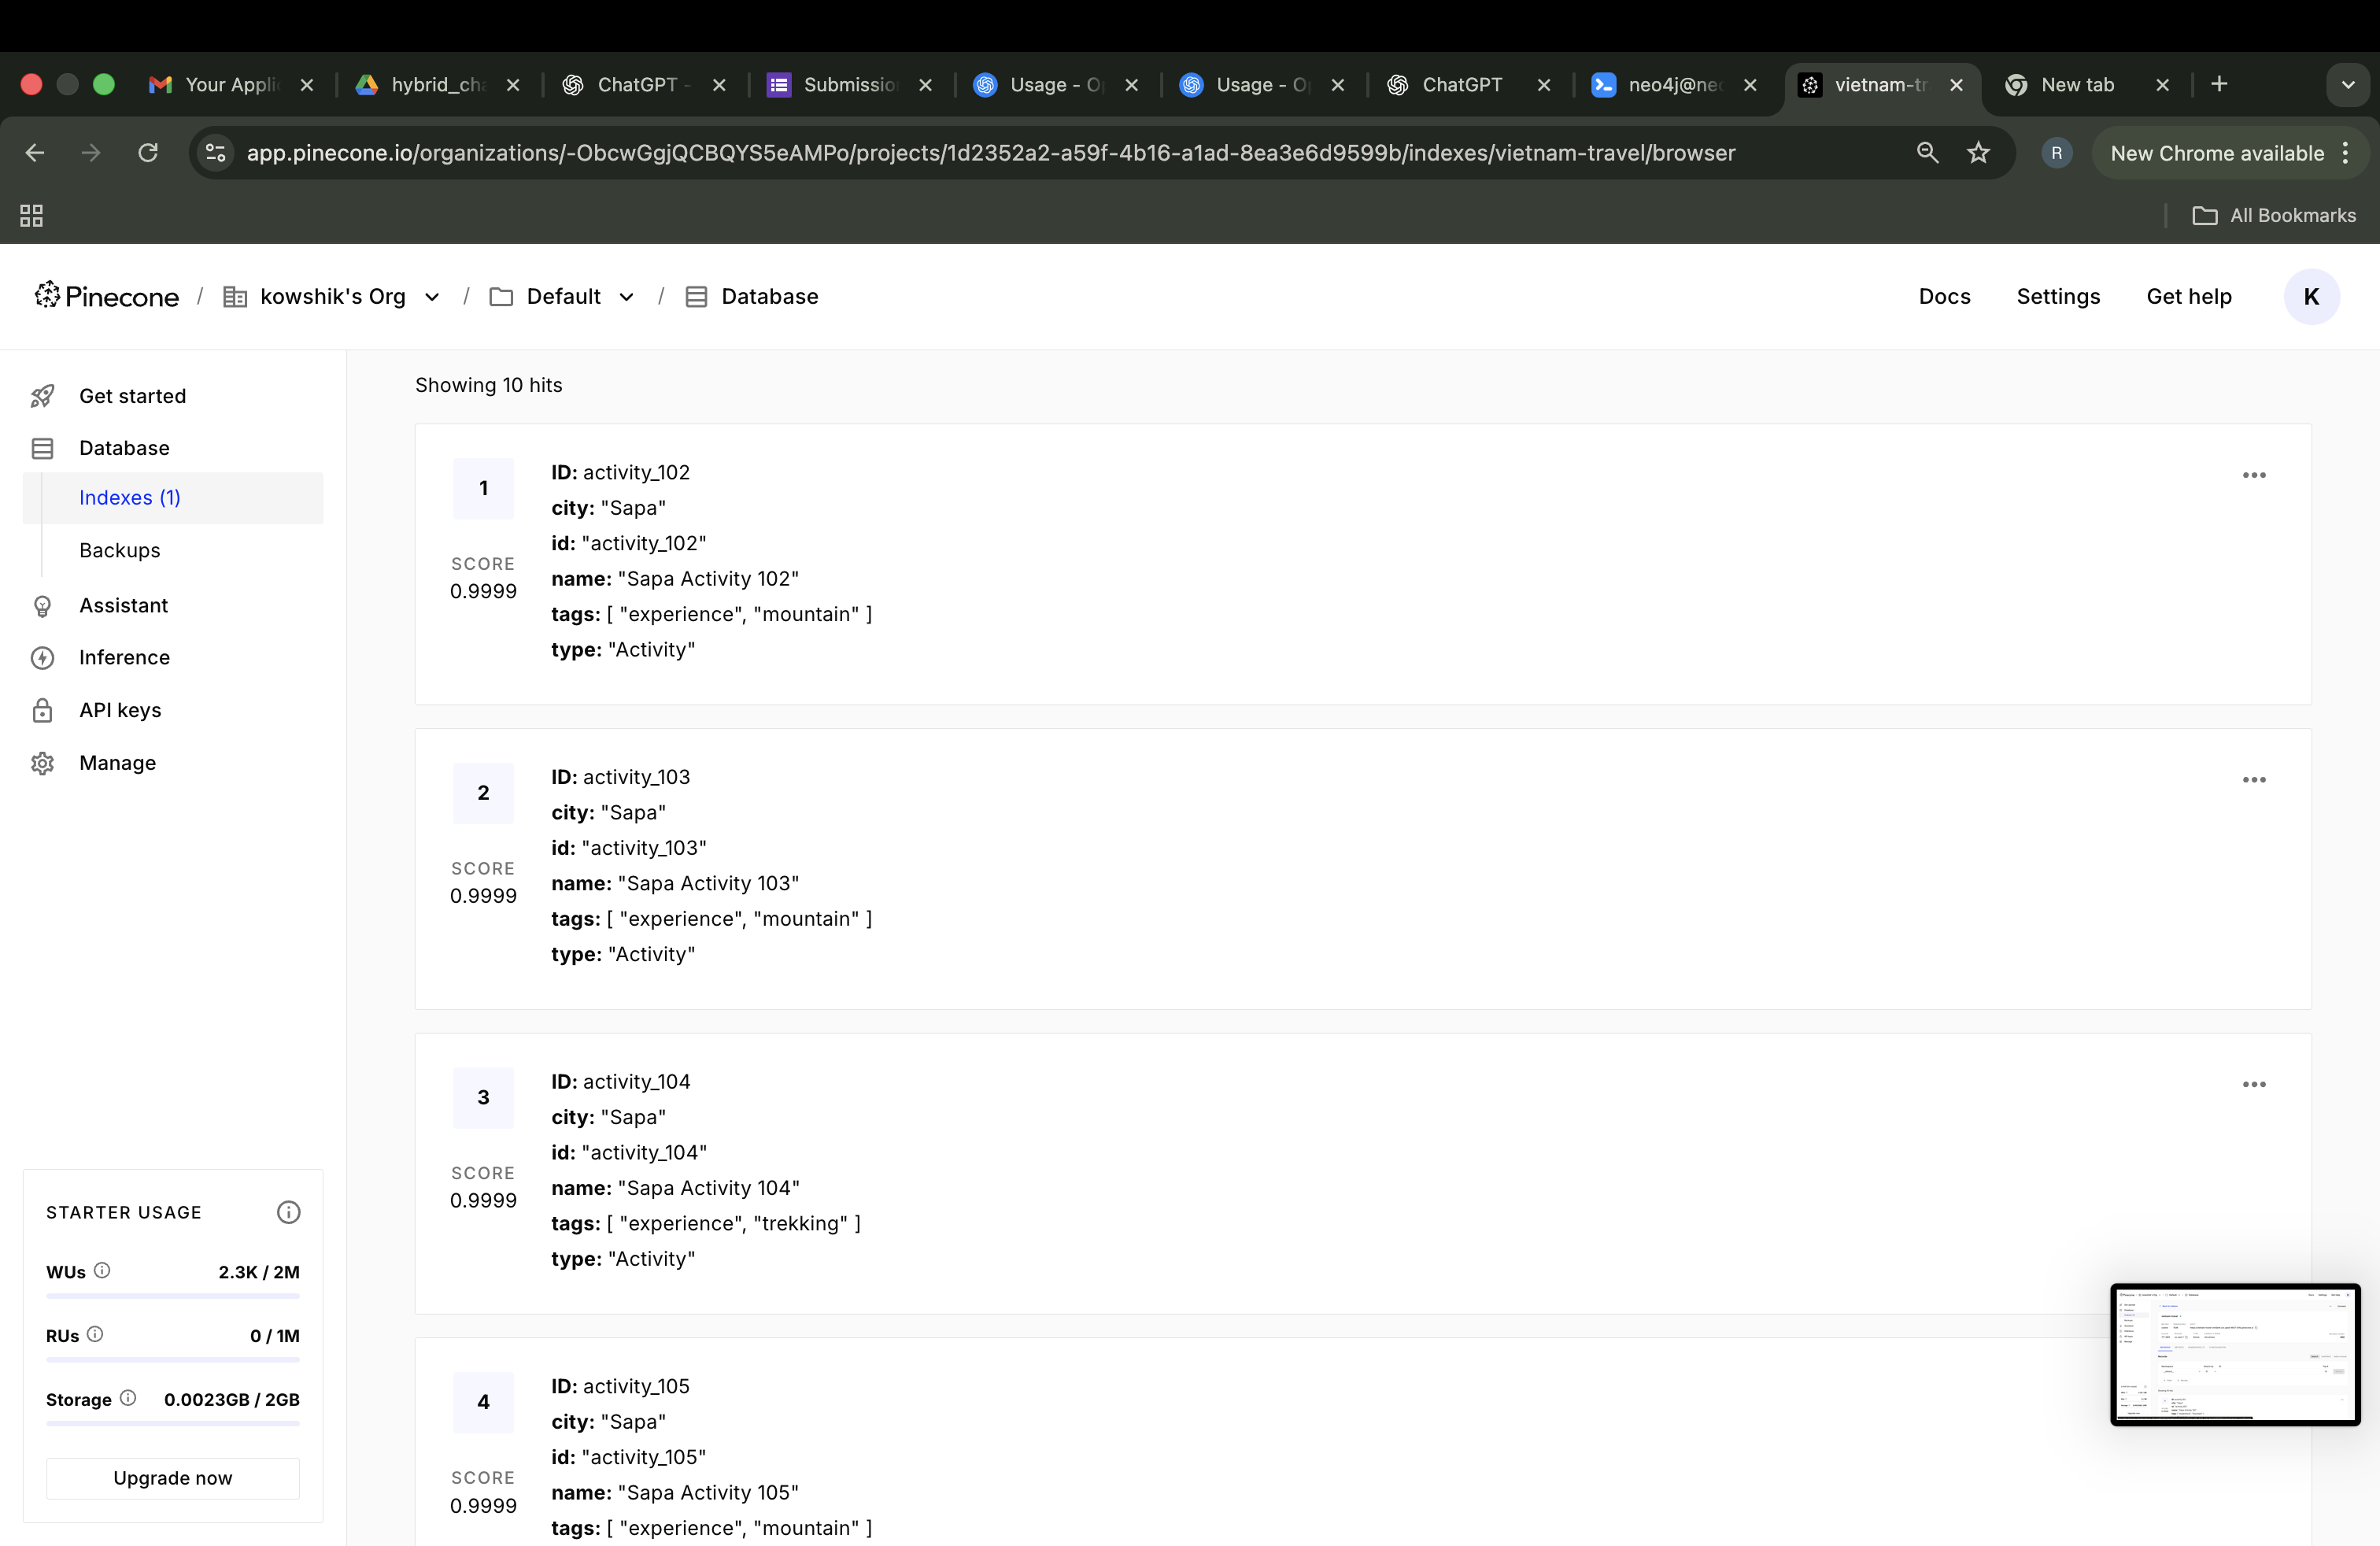 Your Appli
hybrid_cha
ChatGPT -
Submission
Usage - Op
Usage - Op
ChatGPT
neo4j@neo
vietnam-tr
New tab
app.pinecone.io/organizations/-ObcwGgjQCBQYS5eAMPo/projects/1d2352a2-a59f-4b16-a1ad-8ea3e6d9599b/indexes/vietnam-travel/browser
R
New Chrome available
All Bookmarks
Pinecone / kowshik's Org / Default / Database
Docs
Settings
Get help
K
Get started
Database
Indexes (1)
Backups
Assistant
Inference
API keys
Manage
STARTER USAGE
WUs 2.3K / 2M
RUs 0 / 1M
Storage 0.0023GB / 2GB
Upgrade now
Showing 10 hits
1
SCORE
0.9999
ID: activity_102
city: "Sapa"
id: "activity_102"
name: "Sapa Activity 102"
tags: [ "experience", "mountain" ]
type: "Activity"
2
SCORE
0.9999
ID: activity_103
city: "Sapa"
id: "activity_103"
name: "Sapa Activity 103"
tags: [ "experience", "mountain" ]
type: "Activity"
3
SCORE
0.9999
ID: activity_104
city: "Sapa"
id: "activity_104"
name: "Sapa Activity 104"
tags: [ "experience", "trekking" ]
type: "Activity"
4
SCORE
0.9999
ID: activity_105
city: "Sapa"
id: "activity_105"
name: "Sapa Activity 105"
tags: [ "experience", "mountain" ]